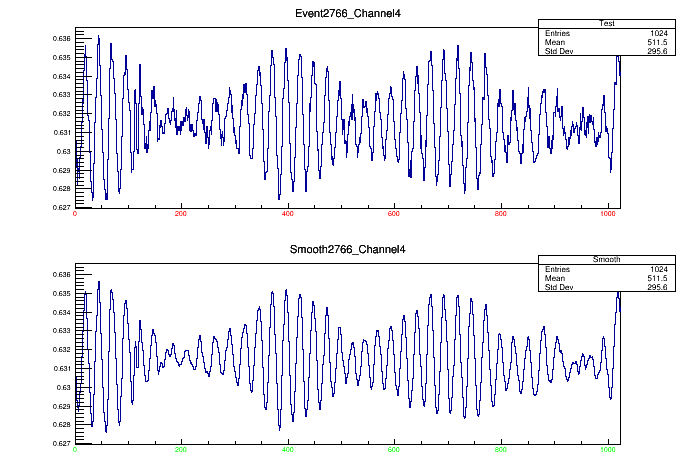 Event2766_Channel4
Test
Entries 1024
Mean 511.5
Std Dev 295.6
0.636
0.635
0.634
0.633
0.632
0.631
0.63
0.629
0.628
0.627
0 200 400 600 800 1000
Smooth2766_Channel4
Smooth
Entries 1024
Mean 511.5
Std Dev 295.6
0.636
0.635
0.634
0.633
0.632
0.631
0.63
0.629
0.628
0.627
0 200 400 600 800 1000